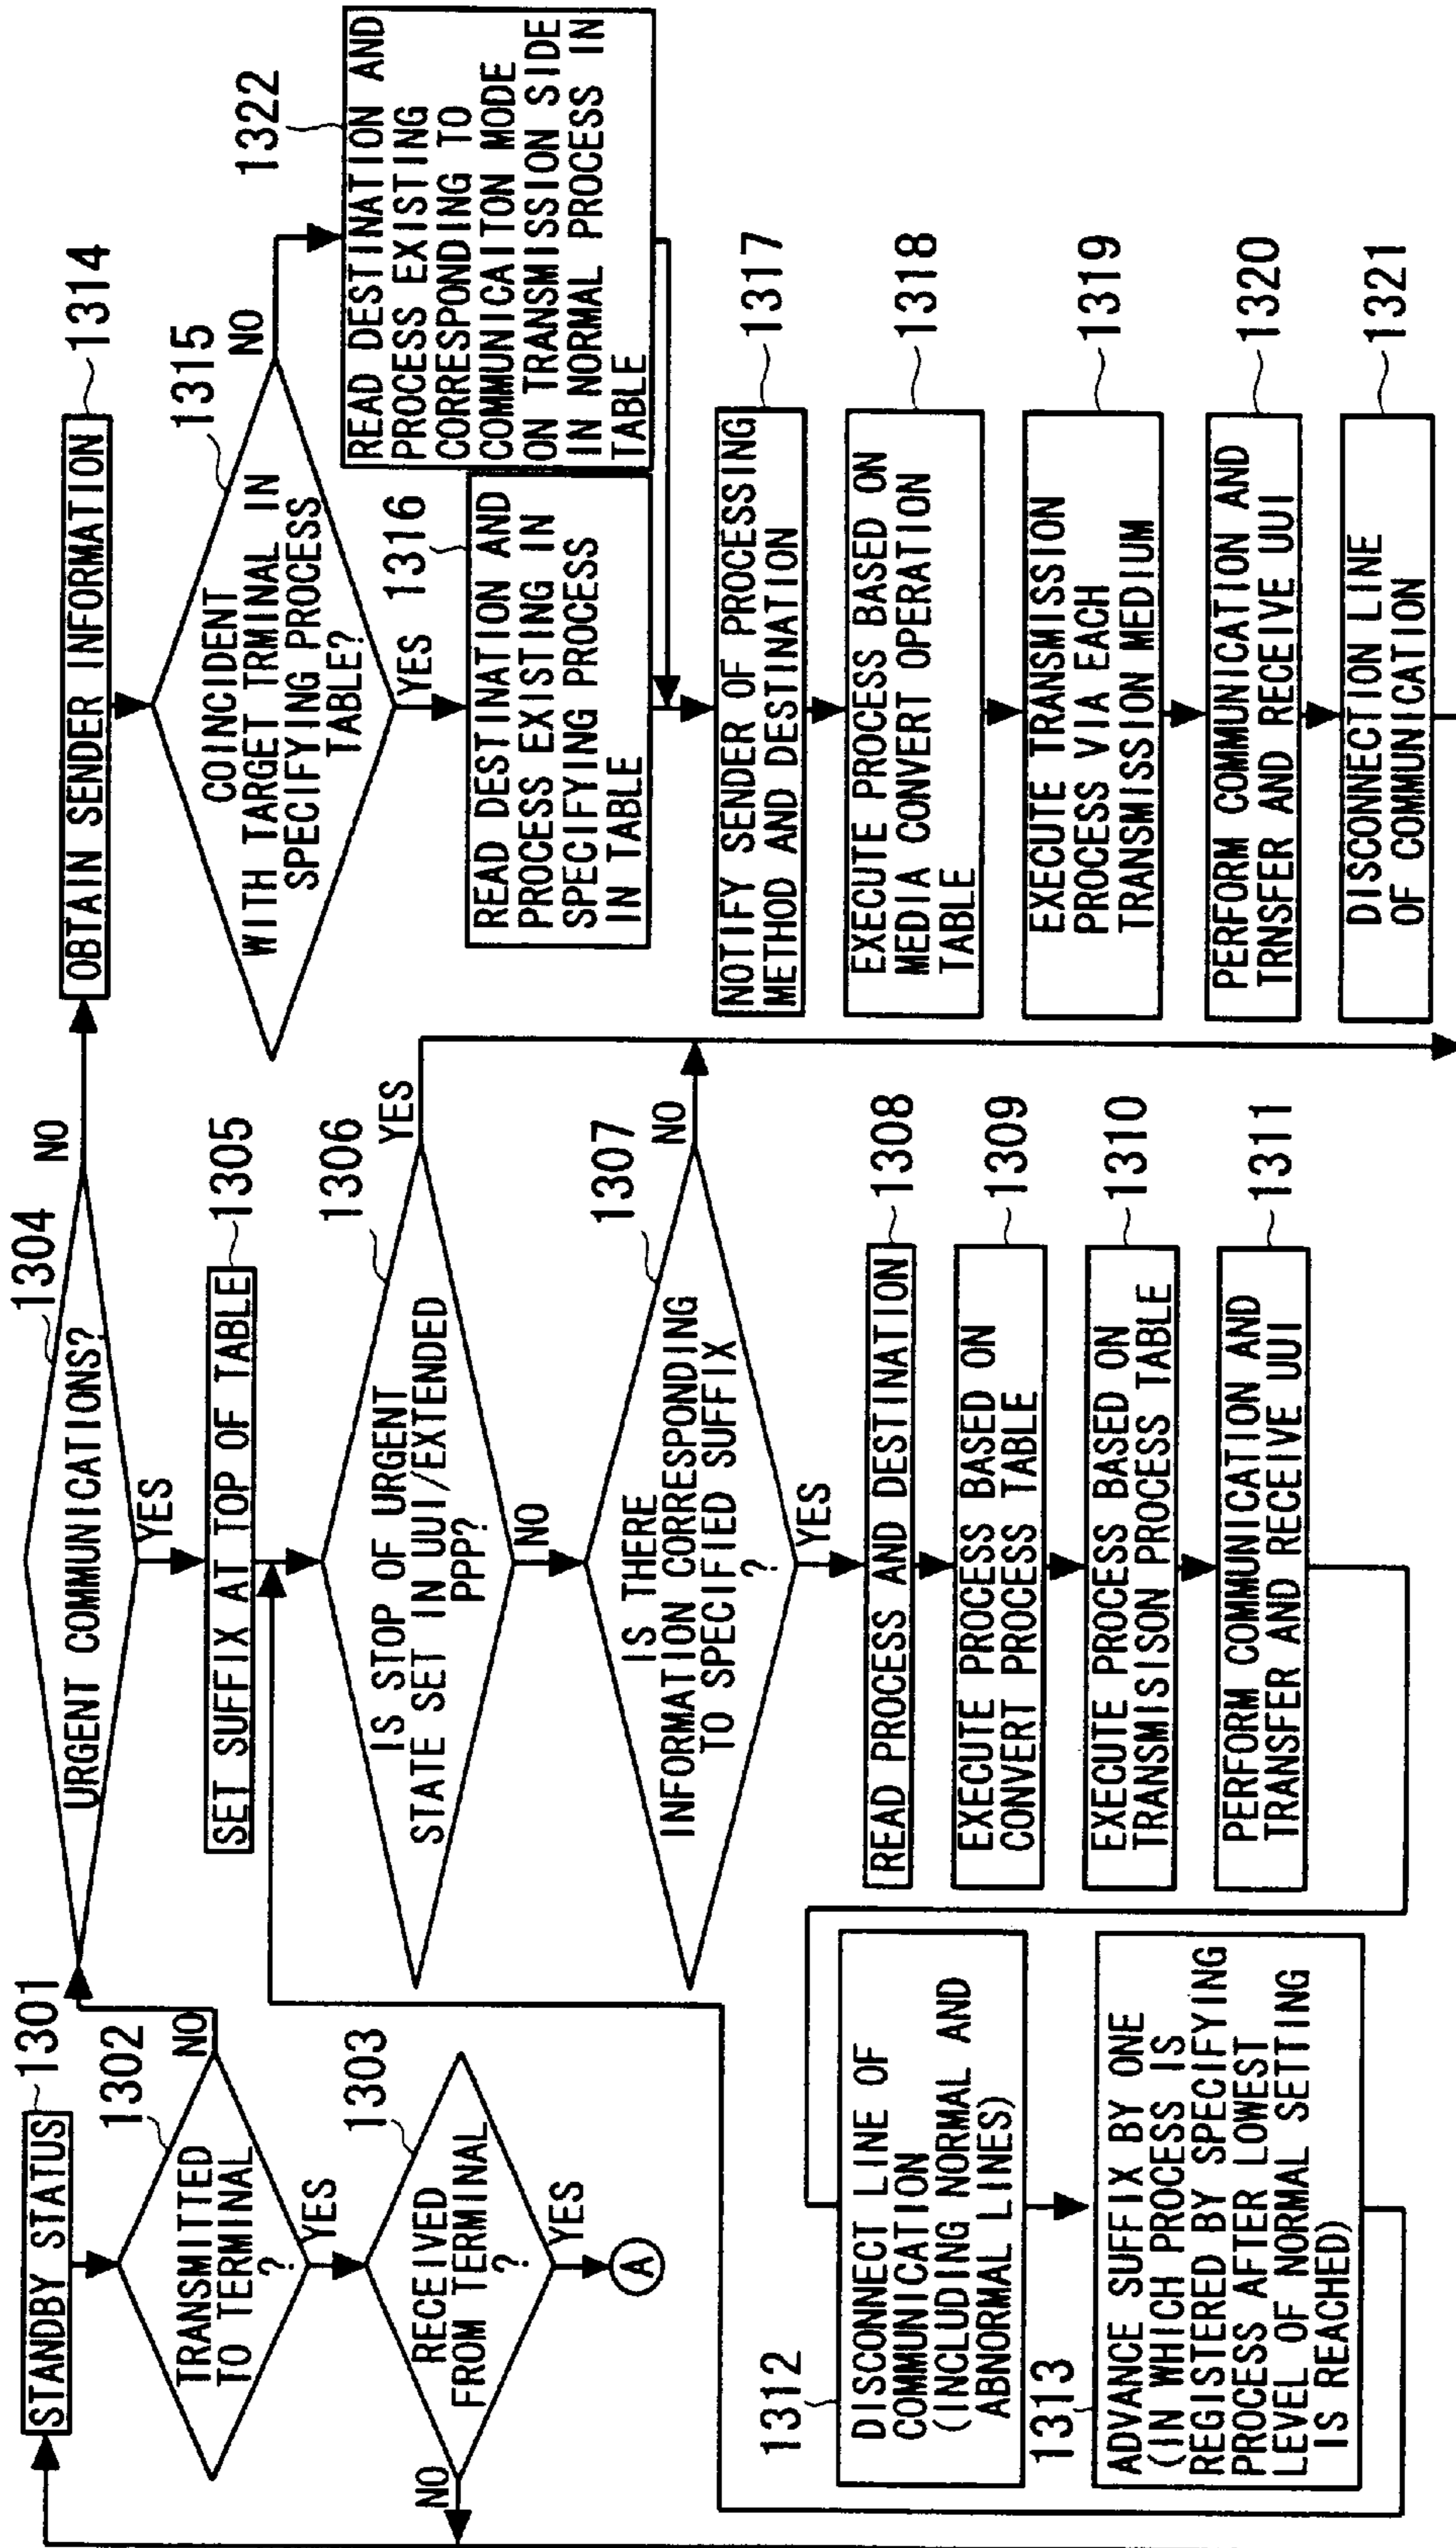 1301
STANDBY STATUS
1302
TRANSMITTED
TO TERMINAL
?
NO
YES
1303
RECEIVED
FROM TERMINAL
?
NO
YES
A
1304
URGENT COMMUNICATIONS?
NO
YES
SET SUFFIX AT TOP OF TABLE
1305
1306
IS STOP OF URGENT
STATE SET IN UUI/EXTENDED
PPP?
YES
NO
1307
IS THERE
INFORMATION CORRESPONDING
TO SPECIFIED SUFFIX
?
NO
YES
READ PROCESS AND DESTINATION
1308
EXECUTE PROCESS BASED ON
CONVERT PROCESS TABLE
1309
EXECUTE PROCESS BASED ON
TRANSMISON PROCESS TABLE
1310
PERFORM COMMUNICATION AND
TRANSFER AND RECEIVE UUI
1311
1312
DISCONNECT LINE OF
COMMUNICATION
(INCLUDING NORMAL AND
ABNORMAL LINES)
1313
ADVANCE SUFFIX BY ONE
(IN WHICH PROCESS IS
REGISTERED BY SPECIFYING
PROCESS AFTER LOWEST
LEVEL OF NORMAL SETTING
IS REACHED)
OBTAIN SENDER INFORMATION
1314
1315
COINCIDENT
WITH TARGET TRMINAL IN
SPECIFYING PROCESS
TABLE?
NO
YES
1316
READ DESTINATION AND
PROCESS EXISTING IN
SPECIFYING PROCESS
IN TABLE
1322
READ DESTINATION AND
PROCESS EXISTING
CORRESPONDING TO
COMMUNICAITON MODE
ON TRANSMISSION SIDE
IN NORMAL PROCESS IN
TABLE
NOTIFY SENDER OF PROCESSING
METHOD AND DESTINATION
1317
EXECUTE PROCESS BASED ON
MEDIA CONVERT OPERATION
TABLE
1318
EXECUTE TRANSMISSION
PROCESS VIA EACH
TRANSMISSION MEDIUM
1319
PERFORM COMMUNICATION AND
TRNSFER AND RECEIVE UUI
1320
DISCONNECTION LINE
OF COMMUNICATION
1321